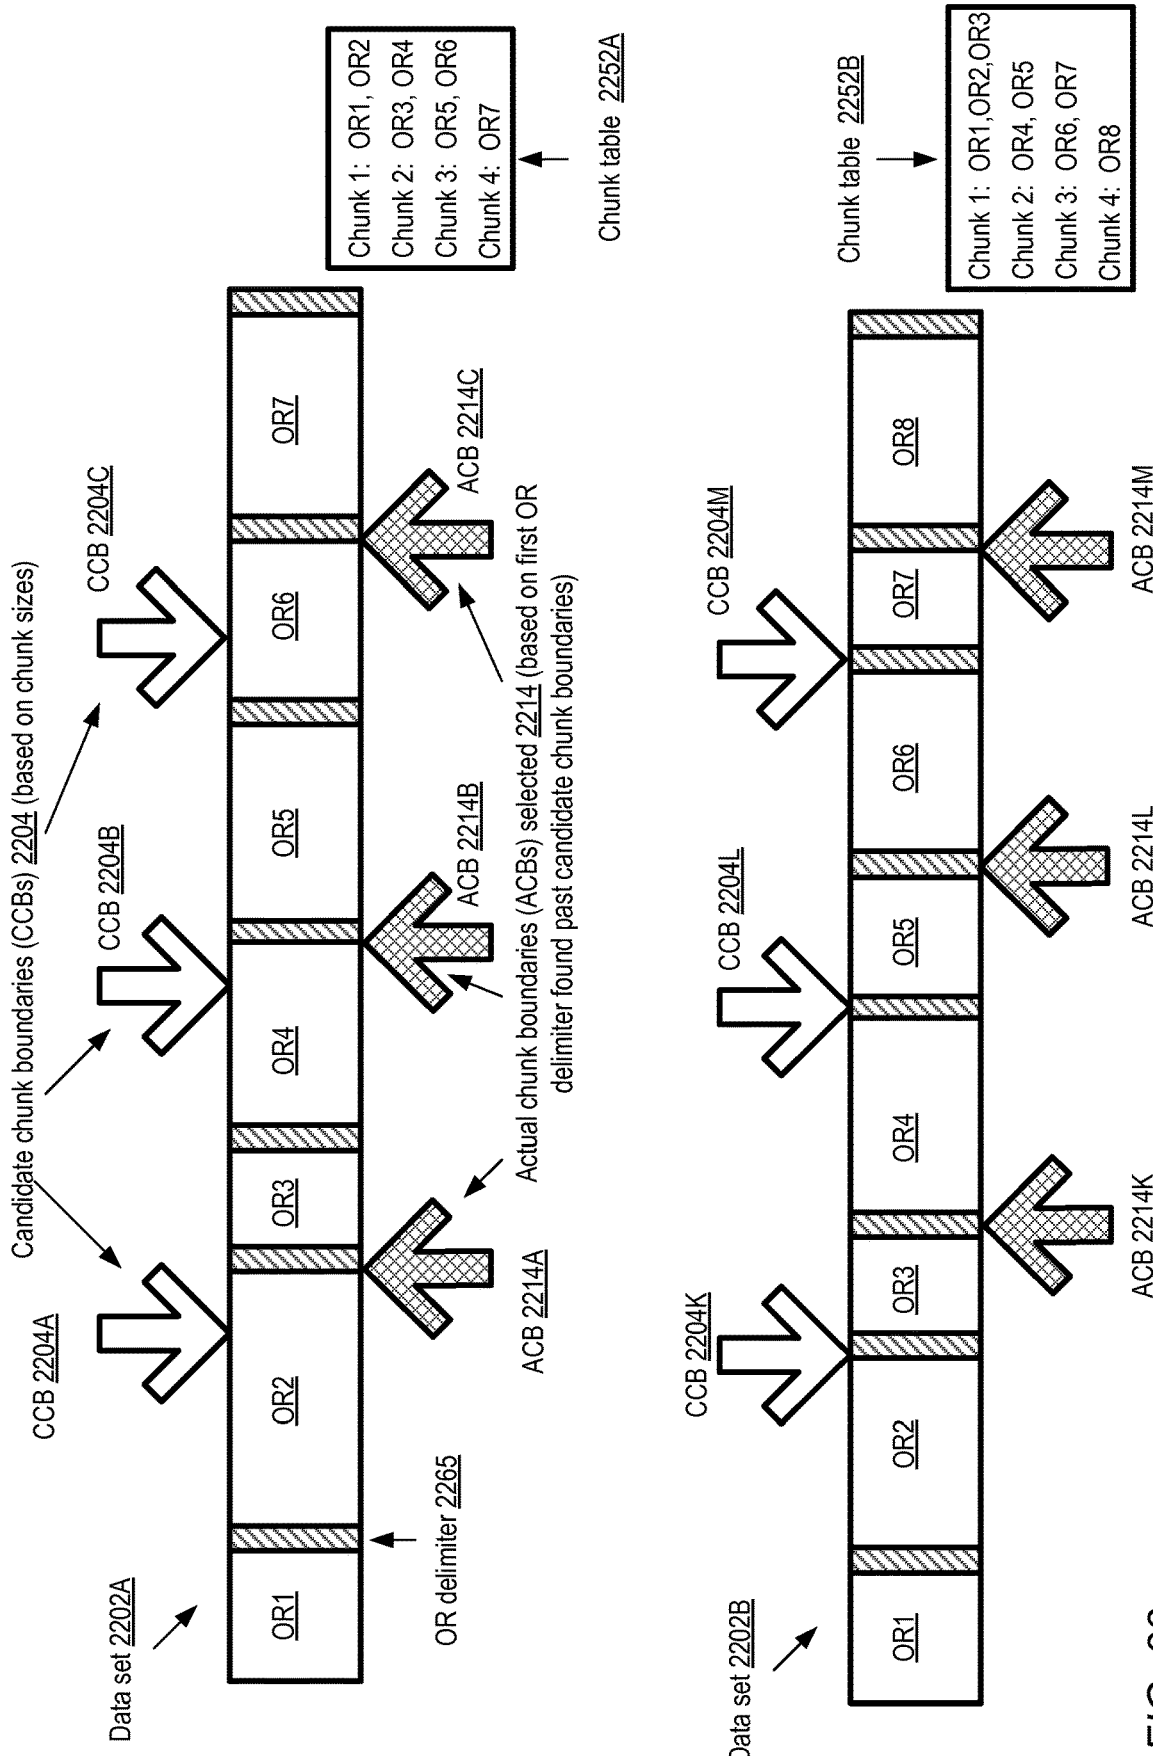 Candidate chunk boundaries (CCBs) 2204 (based on chunk sizes)
CCB 2204A
CCB 2204B
CCB 2204C
Data set 2202A
OR1
OR2
OR3
OR4
OR5
OR6
OR7
OR delimiter 2265
ACB 2214A
ACB 2214B
ACB 2214C
Actual chunk boundaries (ACBs) selected 2214 (based on first OR
delimiter found past candidate chunk boundaries)
Chunk 1: OR1, OR2
Chunk 2: OR3, OR4
Chunk 3: OR5, OR6
Chunk 4: OR7
Chunk table 2252A
CCB 2204K
CCB 2204L
CCB 2204M
Data set 2202B
OR1
OR2
OR3
OR4
OR5
OR6
OR7
OR8
ACB 2214K
ACB 2214L
ACB 2214M
Chunk table 2252B
Chunk 1: OR1,OR2,OR3
Chunk 2: OR4, OR5
Chunk 3: OR6, OR7
Chunk 4: OR8
FIG.